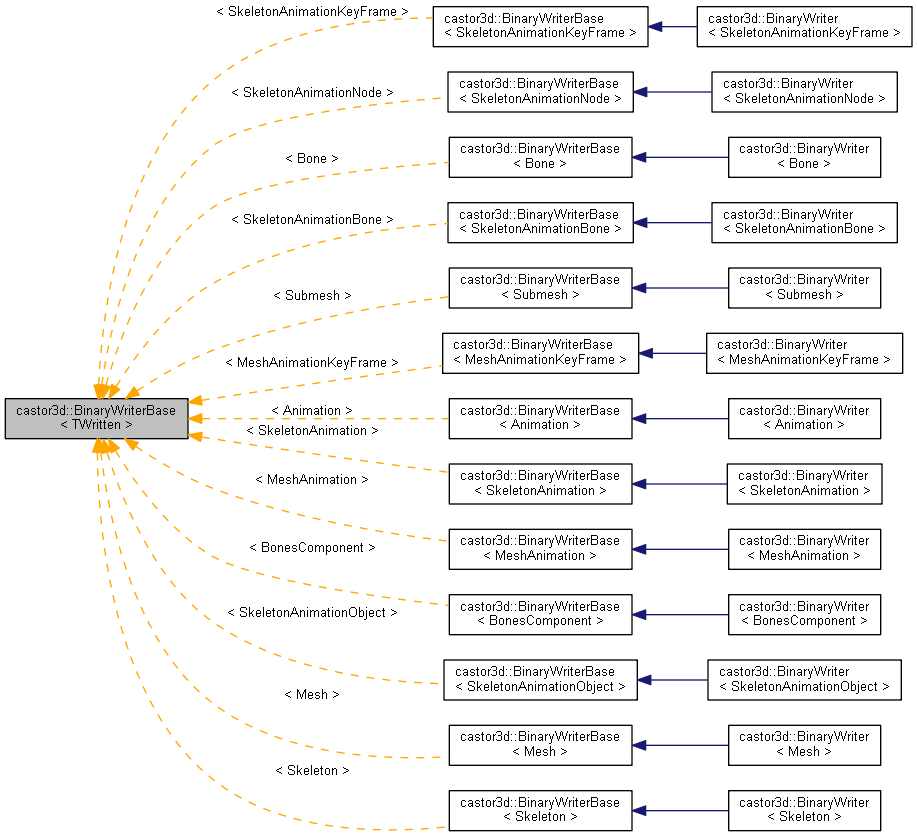 < SkeletonAnimationKeyFrame >
castor3d::BinaryWriterBase
< SkeletonAnimationKeyFrame >
castor3d::BinaryWriter
< SkeletonAnimationKeyFrame >
< SkeletonAnimationNode >
castor3d::BinaryWriterBase
< SkeletonAnimationNode >
castor3d::BinaryWriter
< SkeletonAnimationNode >
< Bone >
castor3d::BinaryWriterBase
< Bone >
castor3d::BinaryWriter
< Bone >
< SkeletonAnimationBone >
castor3d::BinaryWriterBase
< SkeletonAnimationBone >
castor3d::BinaryWriter
< SkeletonAnimationBone >
< Submesh >
castor3d::BinaryWriterBase
< Submesh >
castor3d::BinaryWriter
< Submesh >
< MeshAnimationKeyFrame >
castor3d::BinaryWriterBase
< MeshAnimationKeyFrame >
castor3d::BinaryWriter
< MeshAnimationKeyFrame >
castor3d::BinaryWriterBase
< TWritten >
< Animation >
castor3d::BinaryWriterBase
< Animation >
castor3d::BinaryWriter
< Animation >
< SkeletonAnimation >
castor3d::BinaryWriterBase
< SkeletonAnimation >
castor3d::BinaryWriter
< SkeletonAnimation >
< MeshAnimation >
castor3d::BinaryWriterBase
< MeshAnimation >
castor3d::BinaryWriter
< MeshAnimation >
< BonesComponent >
castor3d::BinaryWriterBase
< BonesComponent >
castor3d::BinaryWriter
< BonesComponent >
< SkeletonAnimationObject >
castor3d::BinaryWriterBase
< SkeletonAnimationObject >
castor3d::BinaryWriter
< SkeletonAnimationObject >
< Mesh >
castor3d::BinaryWriterBase
< Mesh >
castor3d::BinaryWriter
< Mesh >
< Skeleton >
castor3d::BinaryWriterBase
< Skeleton >
castor3d::BinaryWriter
< Skeleton >